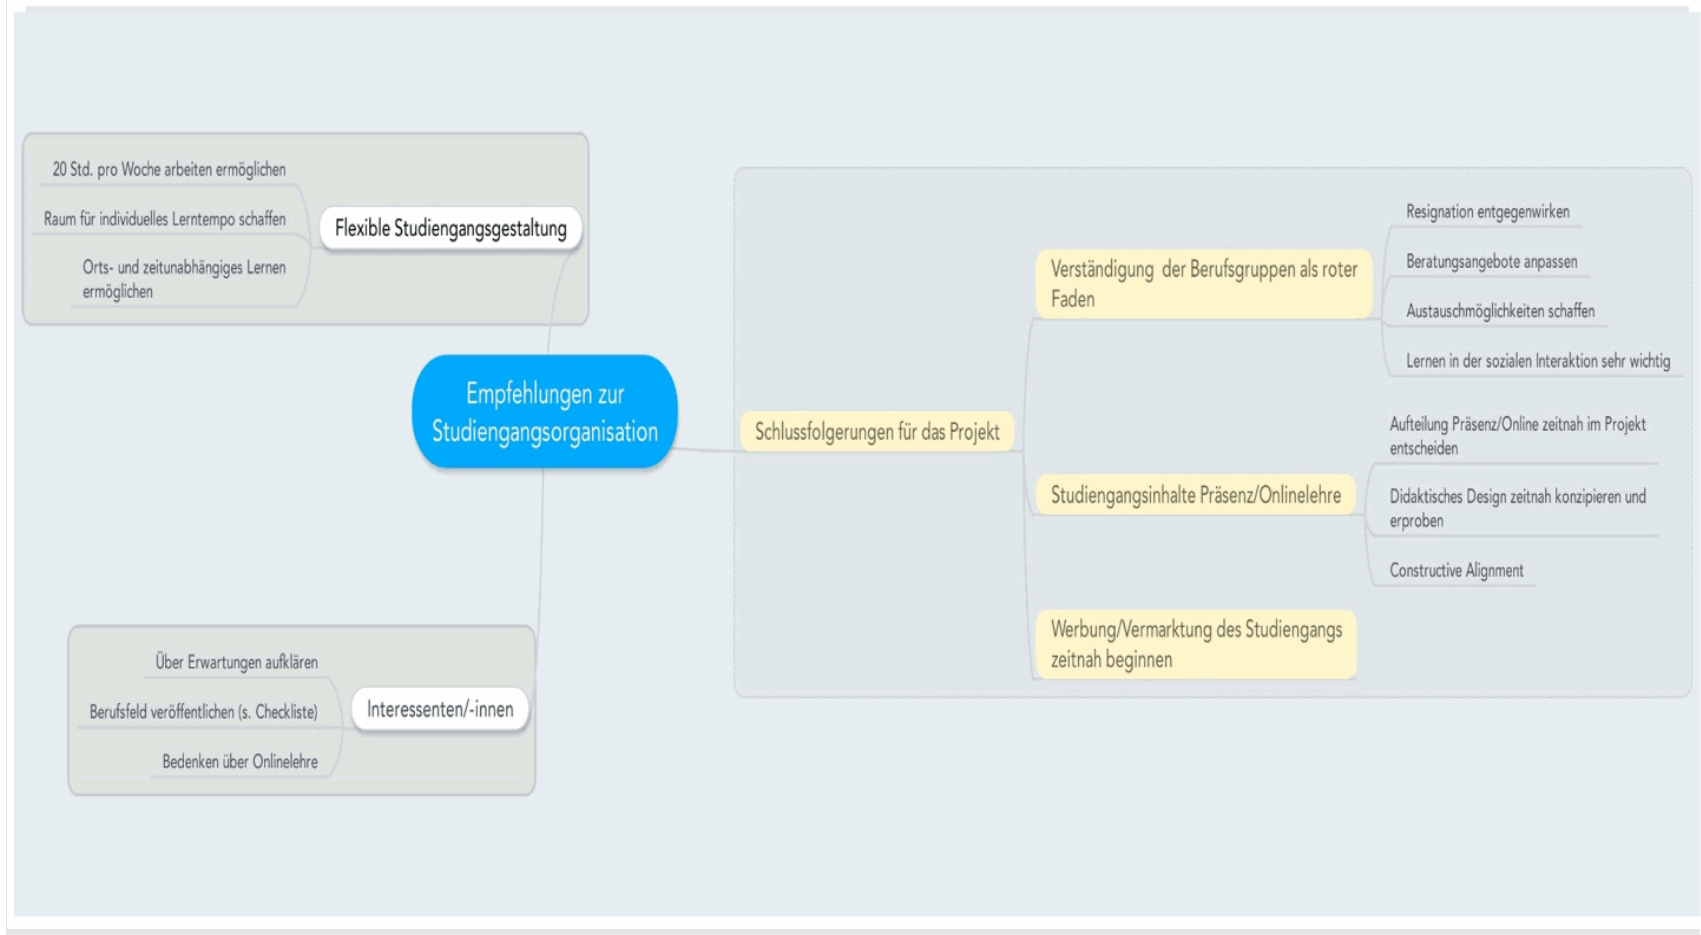 20 Std. pro Woche arbeiten ermöglichen
Raum für individuelles Lerntempo schaffen
Orts- und zeitunabhängiges Lernen
ermöglichen
Flexible Studiengangsgestaltung
Empfehlungen zur
Studiengangsorganisation
Über Erwartungen aufklären
Berufsfeld veröffentlichen (s. Checkliste)
Bedenken über Onlinelehre
Interessenten/-innen
Schlussfolgerungen für das Projekt
Verständigung der Berufsgruppen als roter
Faden
Resignation entgegenwirken
Beratungsangebote anpassen
Austauschmöglichkeiten schaffen
Lernen in der sozialen Interaktion sehr wichtig
Studiengangsinhalte Präsenz/Onlinelehre
Aufteilung Präsenz/Online zeitnah im Projekt
entscheiden
Didaktisches Design zeitnah konzipieren und
erproben
Constructive Alignment
Werbung/Vermarktung des Studiengangs
zeitnah beginnen